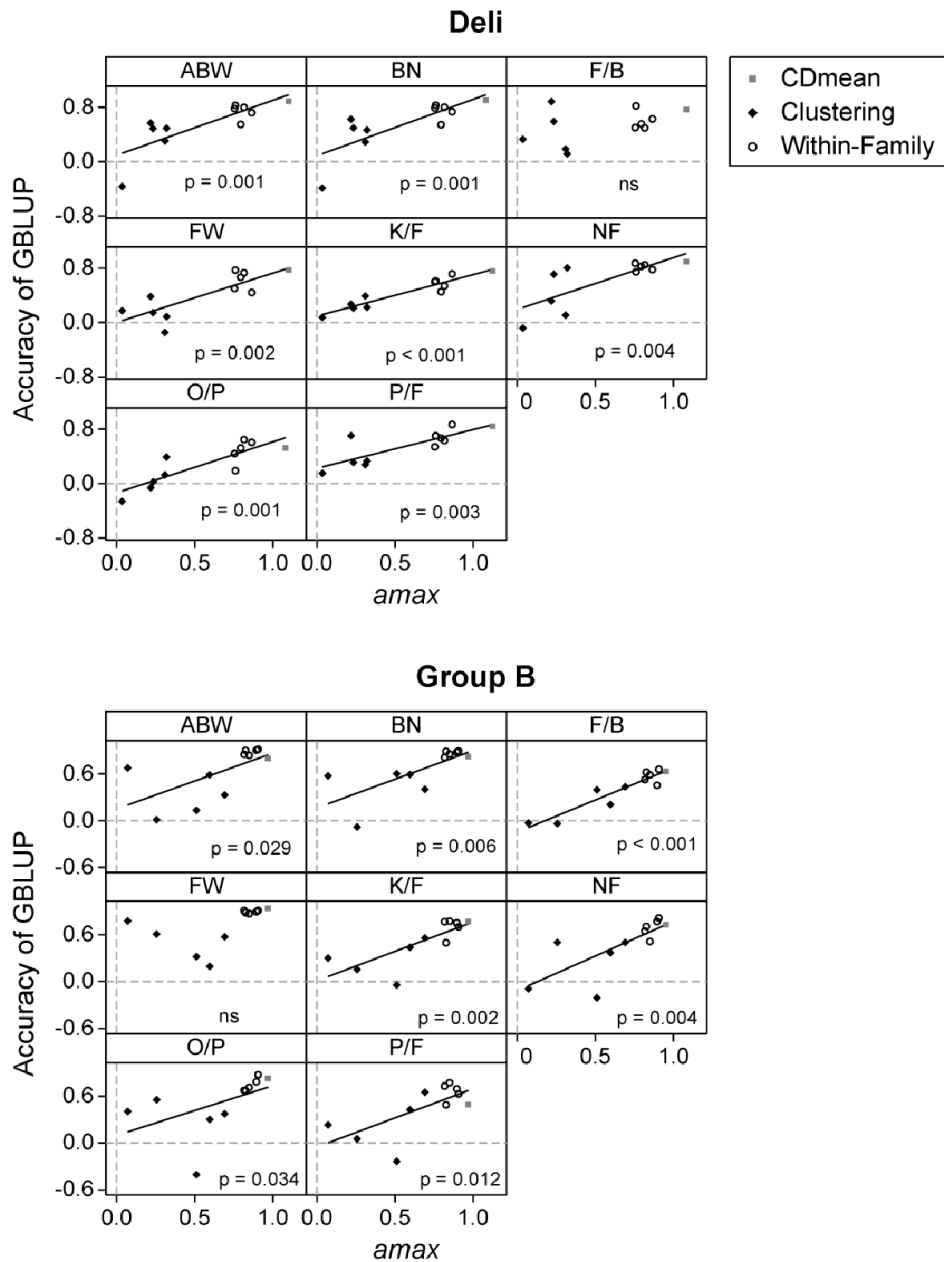 Deli
ABW BN F/B
CDmean
Clustering
Within-Family
0.8
0.0
-0.8
p = 0.001 p = 0.001 ns
FW K/F NF
0.8
0.0
-0.8
p = 0.002 p < 0.001 p = 0.004
0 0.5 1.0
O/P P/F
0.8
0.0
-0.8
p = 0.001 p = 0.003
0.0 0.5 1.0 0.0 0.5 1.0
Accuracy of GBLUP
amax
Group B
ABW BN F/B
0.6
0.0
-0.6
p = 0.029 p = 0.006 p < 0.001
FW K/F NF
0.6
0.0
-0.6
ns p = 0.002 p = 0.004
0 0.5 1.0
O/P P/F
0.6
0.0
-0.6
p = 0.034 p = 0.012
0.0 0.5 1.0 0.0 0.5 1.0
Accuracy of GBLUP
amax